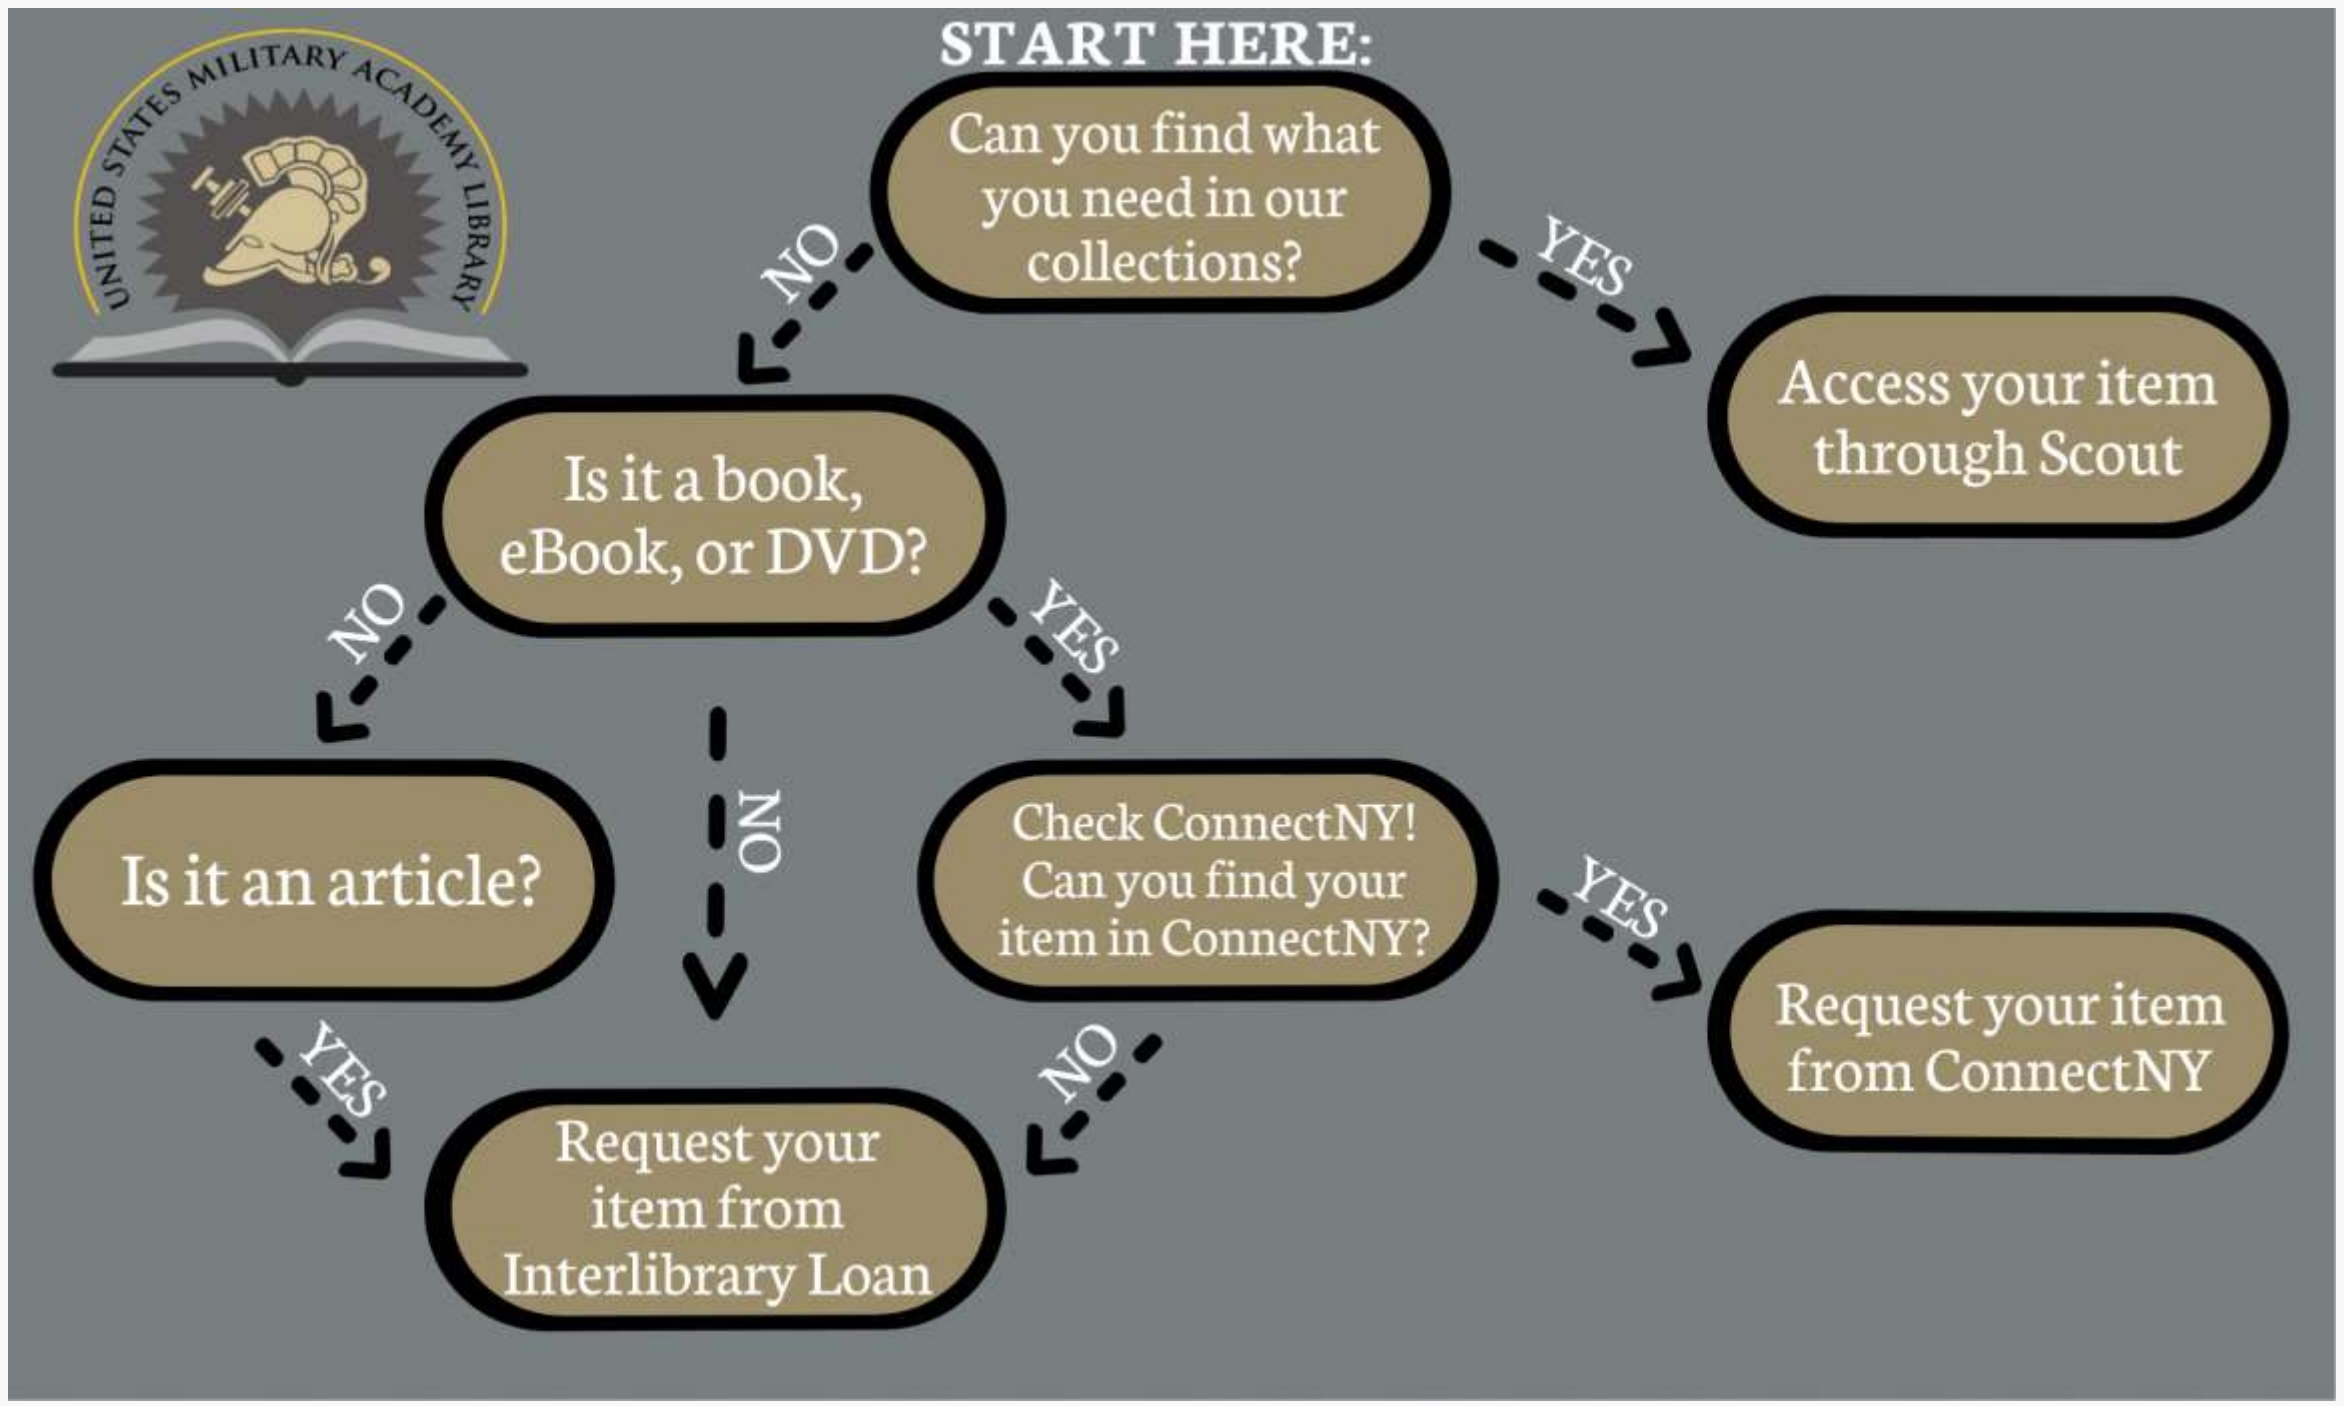 UNITED STATES MILITARY ACADEMY LIBRARY
START HERE:
Can you find what
you need in our
collections?
NO
YES
Access your item
through Scout
Is it a book,
eBook, or DVD?
NO
YES
NO
Is it an article?
Check ConnectNY!
Can you find your
item in ConnectNY?
YES
Request your item
from ConnectNY
YES
NO
Request your
item from
Interlibrary Loan